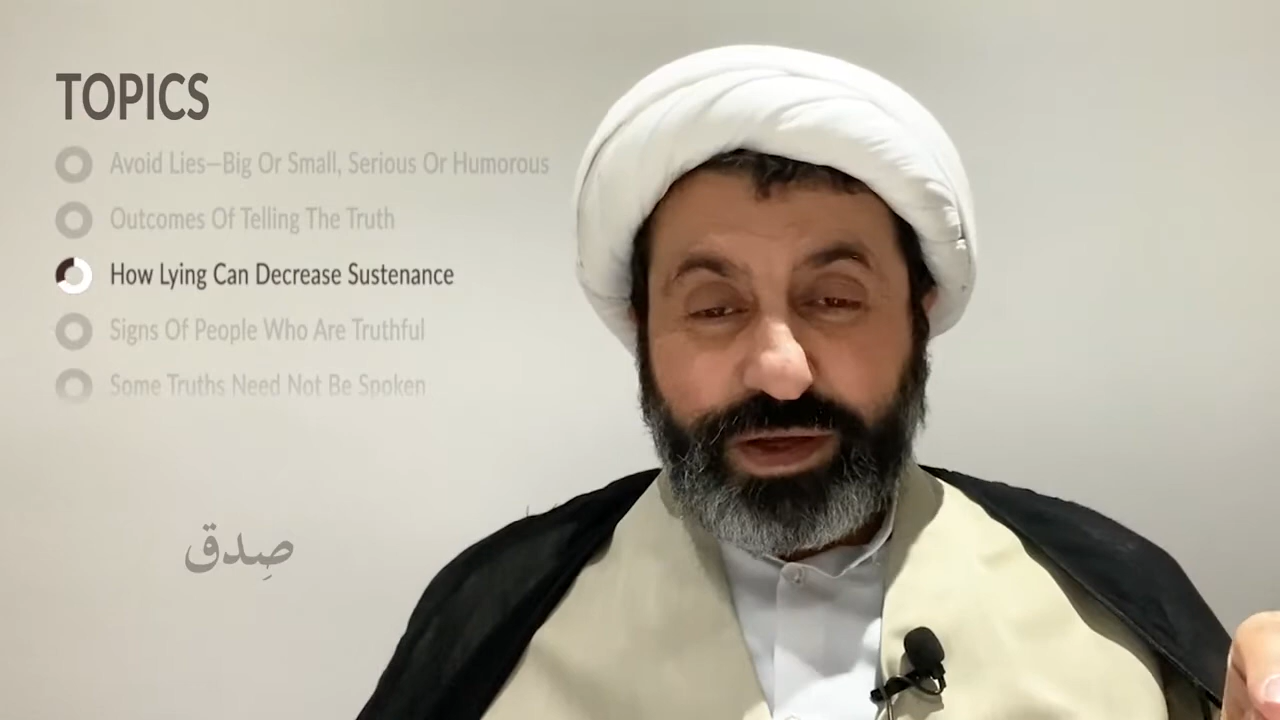 TOPICS
Avoid Lies—Big Or Small, Serious Or Humorous
Outcomes Of Telling The Truth
How Lying Can Decrease Sustenance
Signs Of People Who Are Truthful
Some Truths Need Not Be Spoken
صِدق